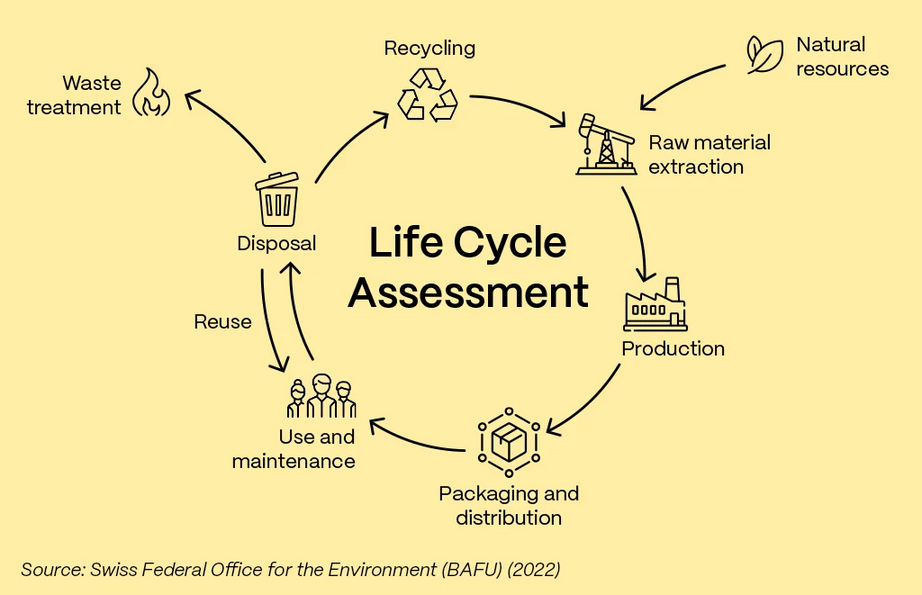 Recycling
Natural
resources
Waste
treatment
Raw material
extraction
Life Cycle
Assessment
Disposal
Reuse
Production
Use and
maintenance
Packaging and
distribution
Source: Swiss Federal Office for the Environment (BAFU) (2022)